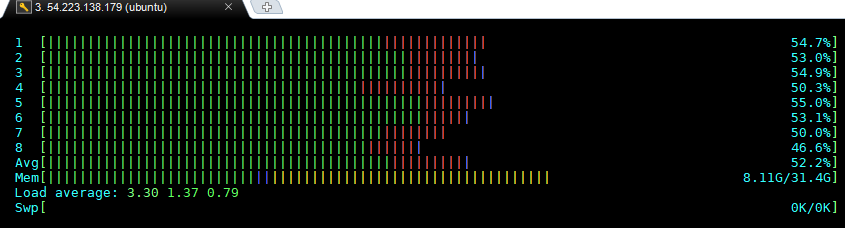 3. 54.223.138.179 (ubuntu)
1 [ 54.7%]
2 [ 53.0%]
3 [ 54.9%]
4 [ 50.3%]
5 [ 55.0%]
6 [ 53.1%]
7 [ 50.0%]
8 [ 46.6%]
Avg[ 52.2%]
Mem[ 8.11G/31.4G]
Load average: 3.30 1.37 0.79
Swp[ 0K/0K]